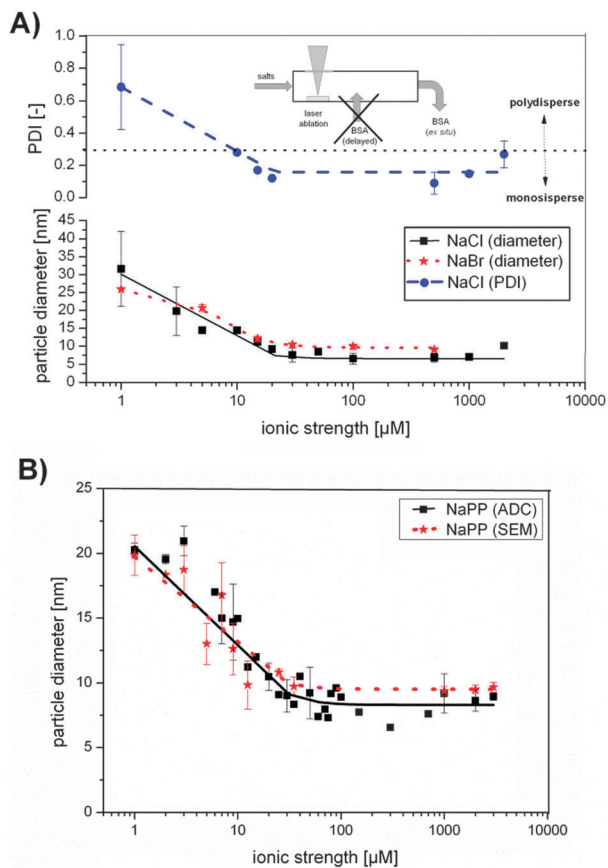 A)
1.0
0.8
0.6
0.4
0.2
0.0
PDI [-]
salts
laser
ablation
BSA
(delayed)
BSA
(ex situ)
polydisperse
monosisperse
45
40
35
30
25
20
15
10
5
0
particle diameter [nm]
NaCl (diameter)
NaBr (diameter)
NaCl (PDI)
1
10
100
1000
10000
ionic strength [µM]
B)
25
20
15
10
5
0
particle diameter [nm]
NaPP (ADC)
NaPP (SEM)
1
10
100
1000
10000
ionic strength [µM]